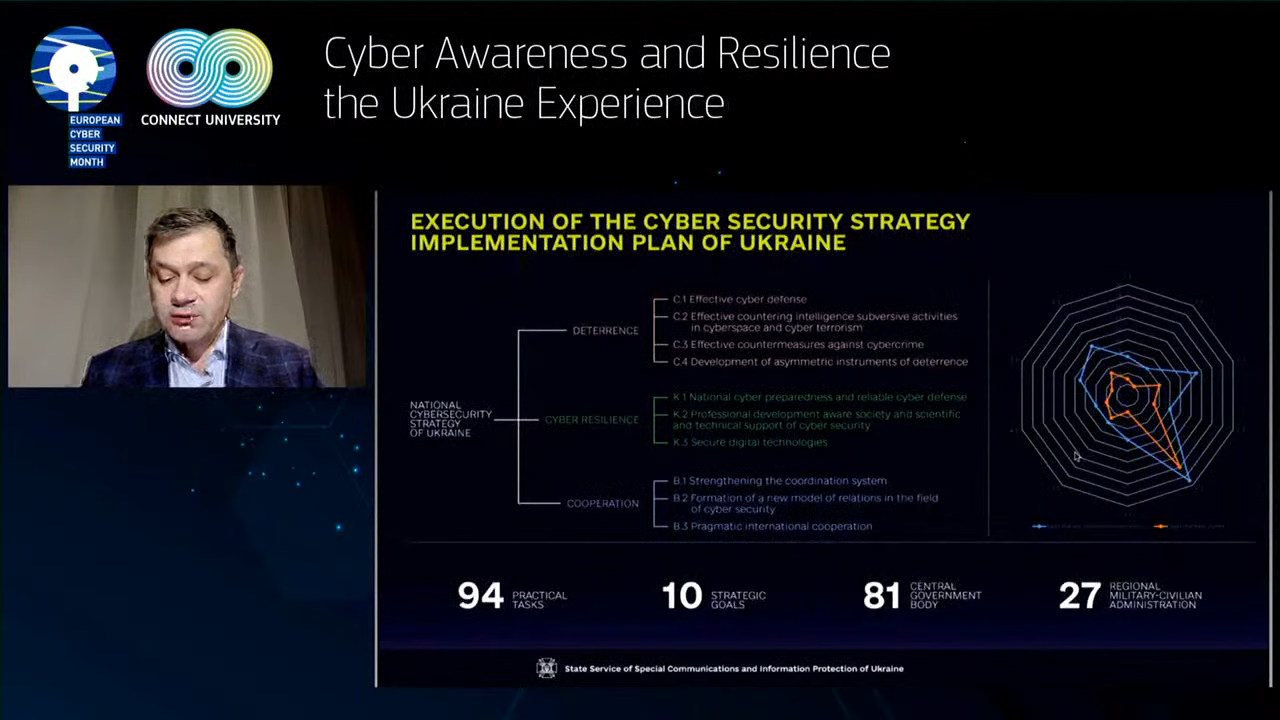 Cyber Awareness and Resilience
the Ukraine Experience
EUROPEAN
CYBER
SECURITY
MONTH
CONNECT UNIVERSITY
EXECUTION OF THE CYBER SECURITY STRATEGY
IMPLEMENTATION PLAN OF UKRAINE
NATIONAL
CYBERSECURITY
STRATEGY
OF UKRAINE
DETERRENCE
C.1 Effective cyber defense
C.2 Effective countering intelligence subversive activities
in cyberspace and cyber terrorism
C.3 Effective countermeasures against cybercrime
C.4 Development of asymmetric instruments of deterrence
CYBER RESILIENCE
K.1 National cyber preparedness and reliable cyber defense
K.2 Professional development aware society and scientific
and technical support of cyber security
K.3 Secure digital technologies
COOPERATION
B.1 Strengthening the coordination system
B.2 Formation of a new model of relations in the field
of cyber security
B.3 Pragmatic international cooperation
94 PRACTICAL
TASKS
10 STRATEGIC
GOALS
81 CENTRAL
GOVERNMENT
BODY
27 REGIONAL
MILITARY-CIVILIAN
ADMINISTRATION
State Service of Special Communications and Information Protection of Ukraine